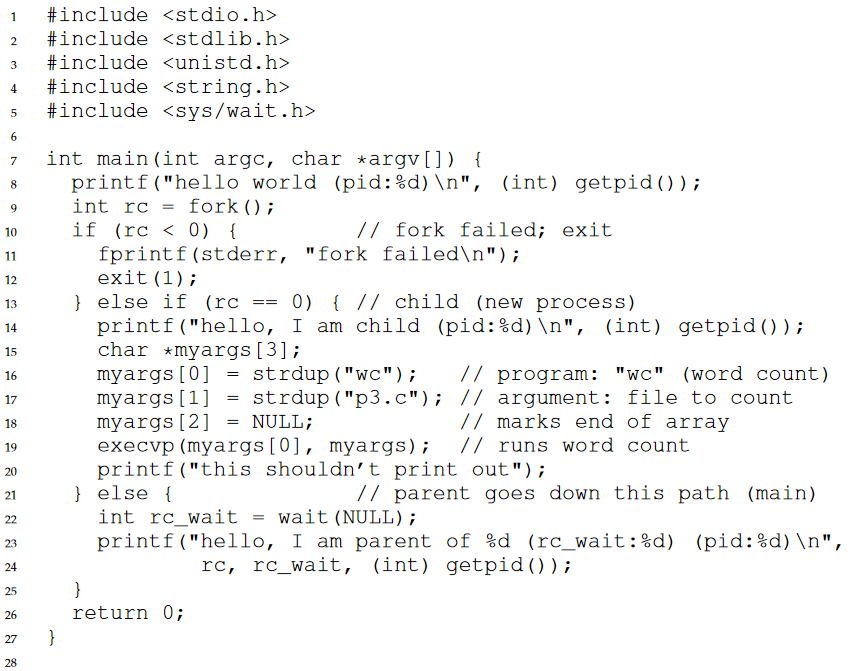 1 #include <stdio.h>
2 #include <stdlib.h>
3 #include <unistd.h>
4 #include <string.h>
5 #include <sys/wait.h>
6
7 int main(int argc, char *argv[]) {
8   printf("hello world (pid:%d)\n", (int) getpid());
9   int rc = fork();
10   if (rc < 0) {         // fork failed; exit
11     fprintf(stderr, "fork failed\n");
12     exit(1);
13   } else if (rc == 0) { // child (new process)
14     printf("hello, I am child (pid:%d)\n", (int) getpid());
15     char *myargs[3];
16     myargs[0] = strdup("wc");   // program: "wc" (word count)
17     myargs[1] = strdup("p3.c"); // argument: file to count
18     myargs[2] = NULL;           // marks end of array
19     execvp(myargs[0], myargs);  // runs word count
20     printf("this shouldn’t print out");
21   } else {              // parent goes down this path (main)
22     int rc_wait = wait(NULL);
23     printf("hello, I am parent of %d (rc_wait:%d) (pid:%d)\n",
24             rc, rc_wait, (int) getpid());
25   }
26   return 0;
27 }
28